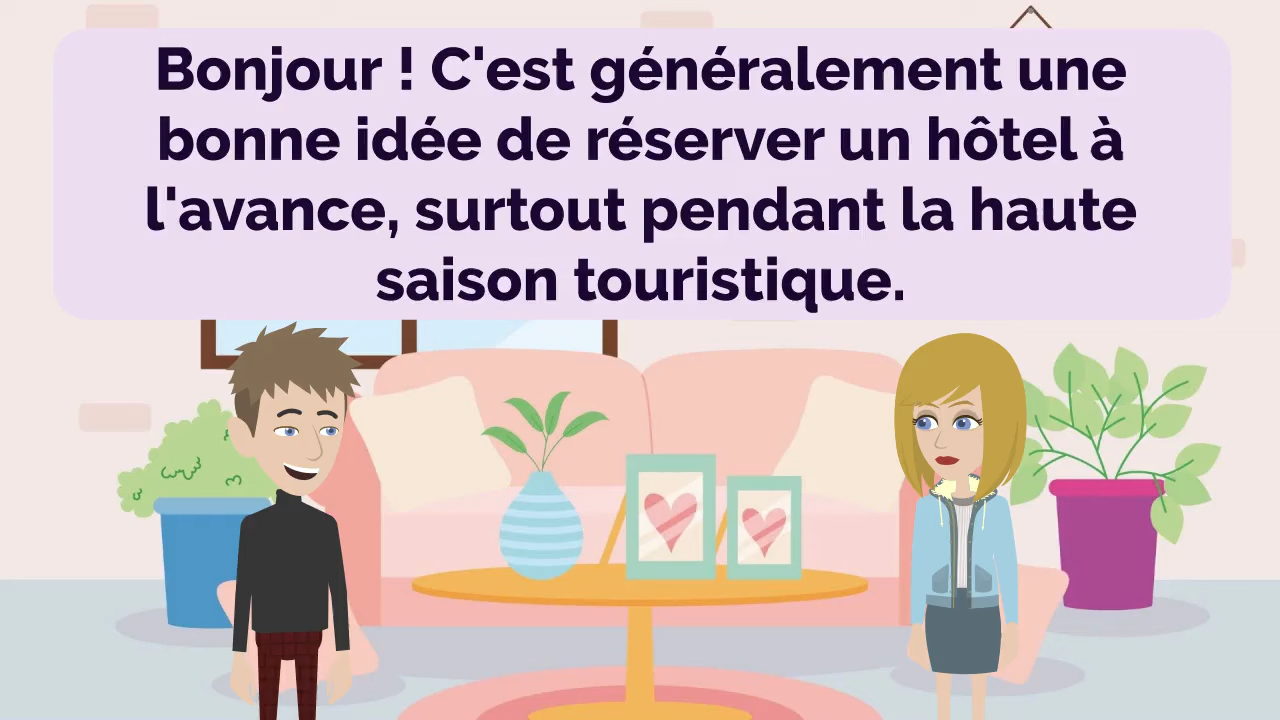 Bonjour ! C'est généralement une
bonne idée de réserver un hôtel à
l'avance, surtout pendant la haute
saison touristique.